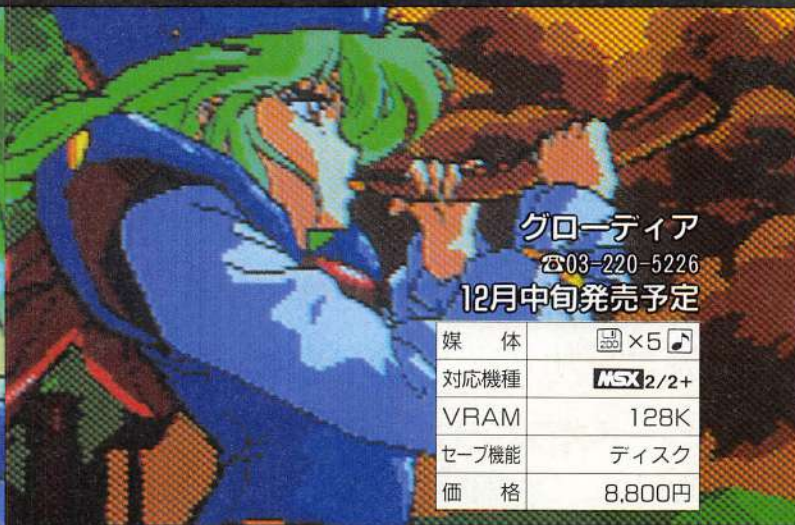 グローディア
☎03-220-5226
12月中旬発売予定
媒　体 2DD ×5 ♪
対応機種 MSX2/2+
VRAM 128K
セーブ機能 ディスク
価　格 8,800円